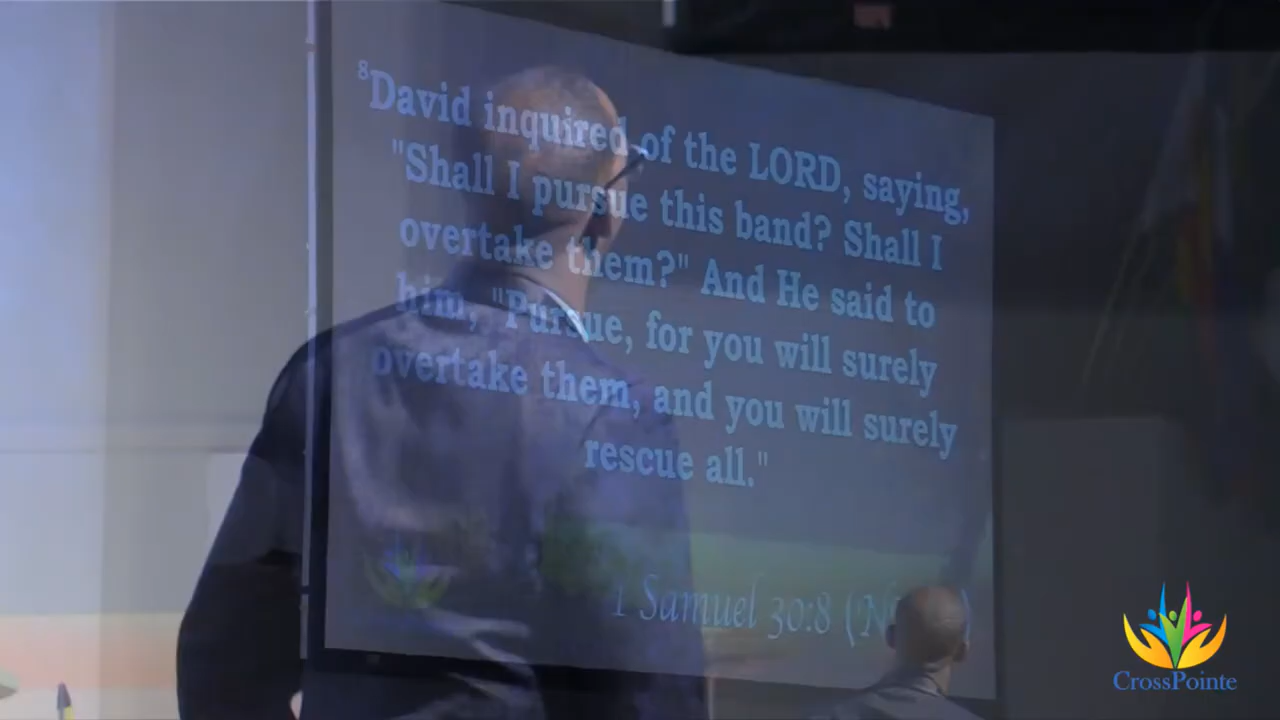 ⁸David inquired of the LORD, saying,
"Shall I pursue this band? Shall I
overtake them?" And He said to
him, "Pursue, for you will surely
overtake them, and you will surely
rescue all."
1 Samuel 30:8
CrossPointe